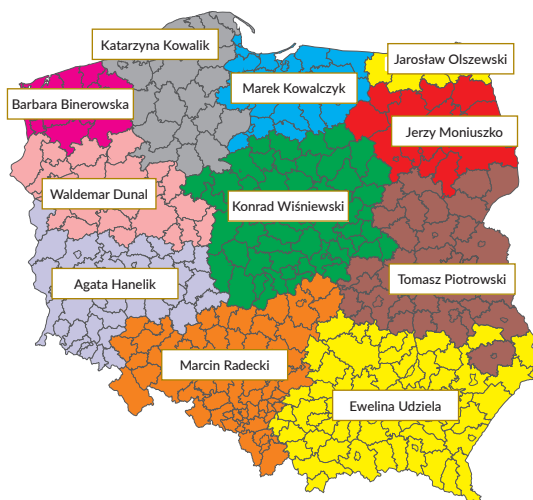 Katarzyna Kowalik
Jarosław Olszewski
Marek Kowalczyk
Barbara Binerowska
Jerzy Moniuszko
Waldemar Dunal
Konrad Wiśniewski
Agata Hanelik
Tomasz Piotrowski
Marcin Radecki
Ewelina Udziela